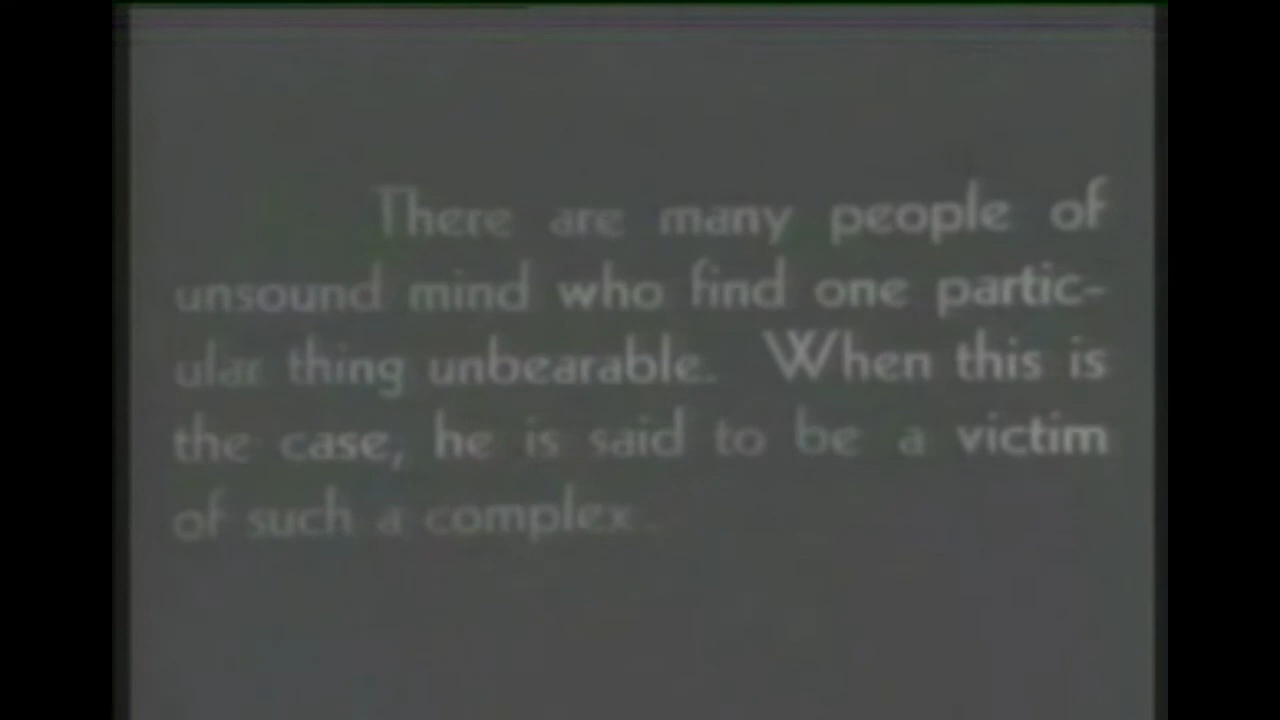 There are many people of
unsound mind who find one partic-
ular thing unbearable. When this is
the case, he is said to be a victim
of such a complex.